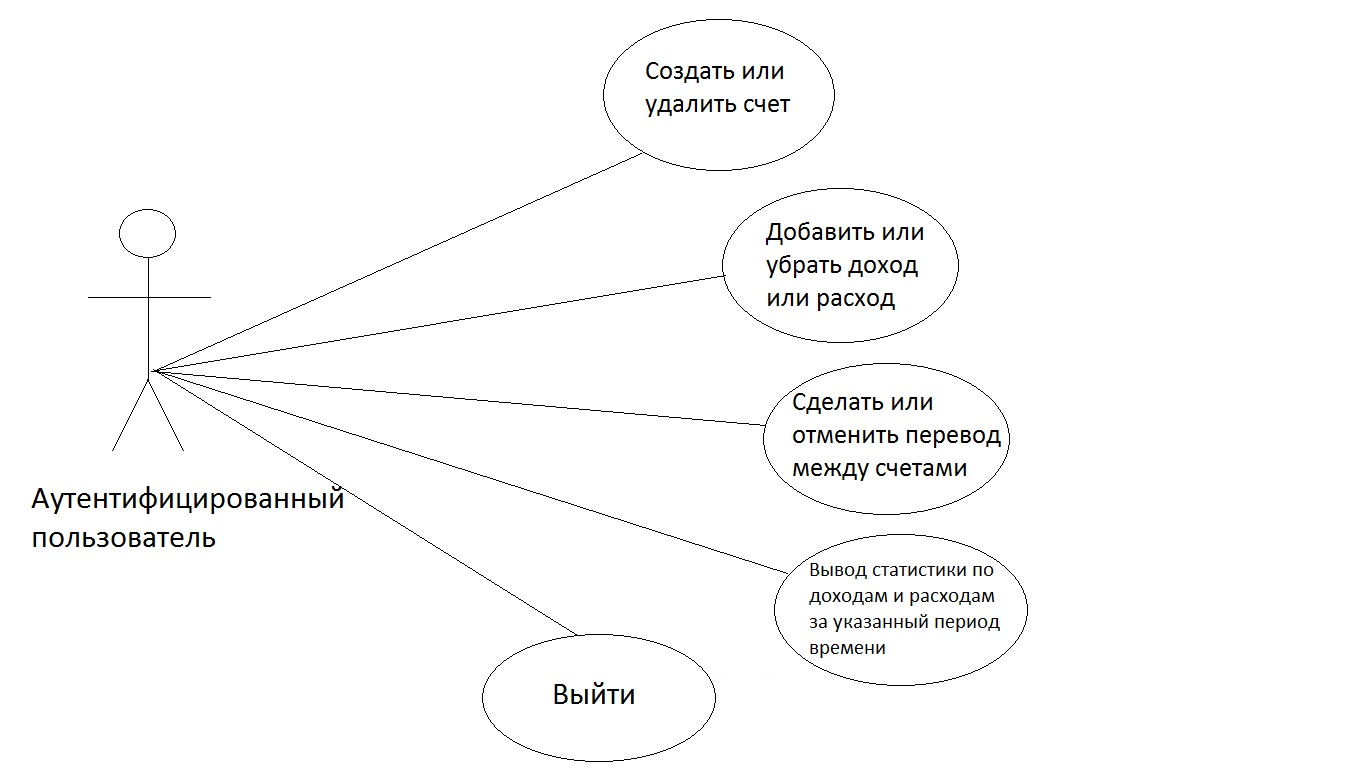 Создать или
удалить счет
Добавить или
убрать доход
или расход
Сделать или
отменить перевод
между счетами
Аутентифицированный
пользователь
Вывод статистики по
доходам и расходам
за указанный период
времени
Выйти